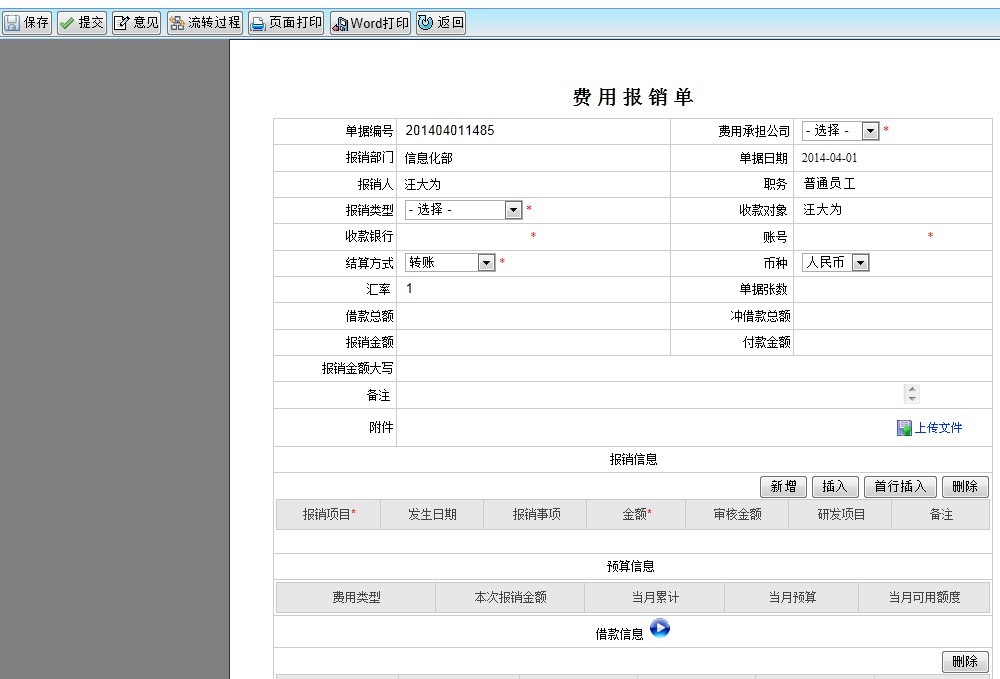 保存 提交 意见 流转过程 页面打印 Word打印 返回
费用报销单
单据编号 201404011485 费用承担公司 - 选择 - *
报销部门 信息化部 单据日期 2014-04-01
报销人 汪大为 职务 普通员工
报销类型 - 选择 - * 收款对象 汪大为
收款银行 * 账号 *
结算方式 转账 * 币种 人民币
汇率 1 单据张数
借款总额 冲借款总额
报销金额 付款金额
报销金额大写
备注
附件 上传文件
报销信息
新增 插入 首行插入 删除
报销项目* 发生日期 报销事项 金额* 审核金额 研发项目 备注
预算信息
费用类型 本次报销金额 当月累计 当月预算 当月可用额度
借款信息
删除